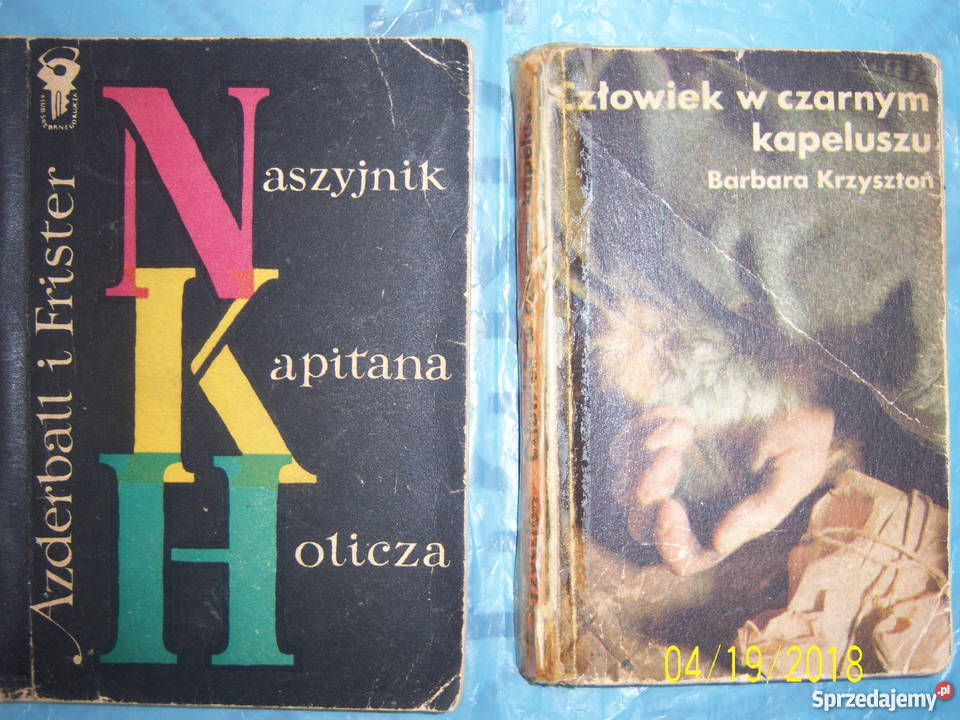 Azderball i Frister
Naszyjnik
Kapitana
Holicza
Człowiek w czarnym
kapeluszu
Barbara Krzysztoń
04/19/2018
Sprzedajemy.pl